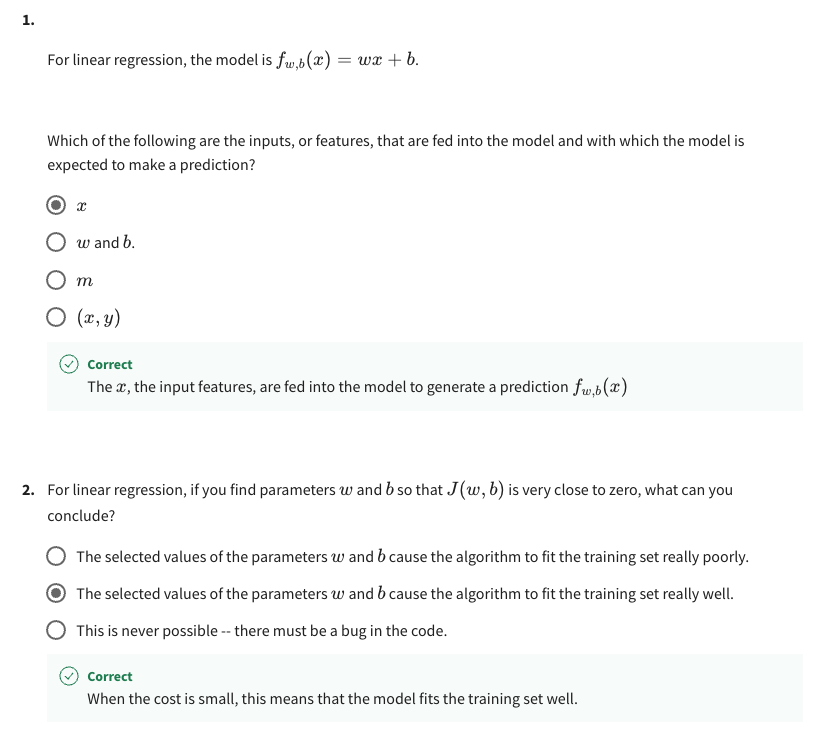 1.
For linear regression, the model is f_{w,b}(x) = wx + b.
Which of the following are the inputs, or features, that are fed into the model and with which the model is
expected to make a prediction?
x
w and b.
m
(x, y)
Correct
The x, the input features, are fed into the model to generate a prediction f_{w,b}(x)
2. For linear regression, if you find parameters w and b so that J(w, b) is very close to zero, what can you
conclude?
The selected values of the parameters w and b cause the algorithm to fit the training set really poorly.
The selected values of the parameters w and b cause the algorithm to fit the training set really well.
This is never possible -- there must be a bug in the code.
Correct
When the cost is small, this means that the model fits the training set well.